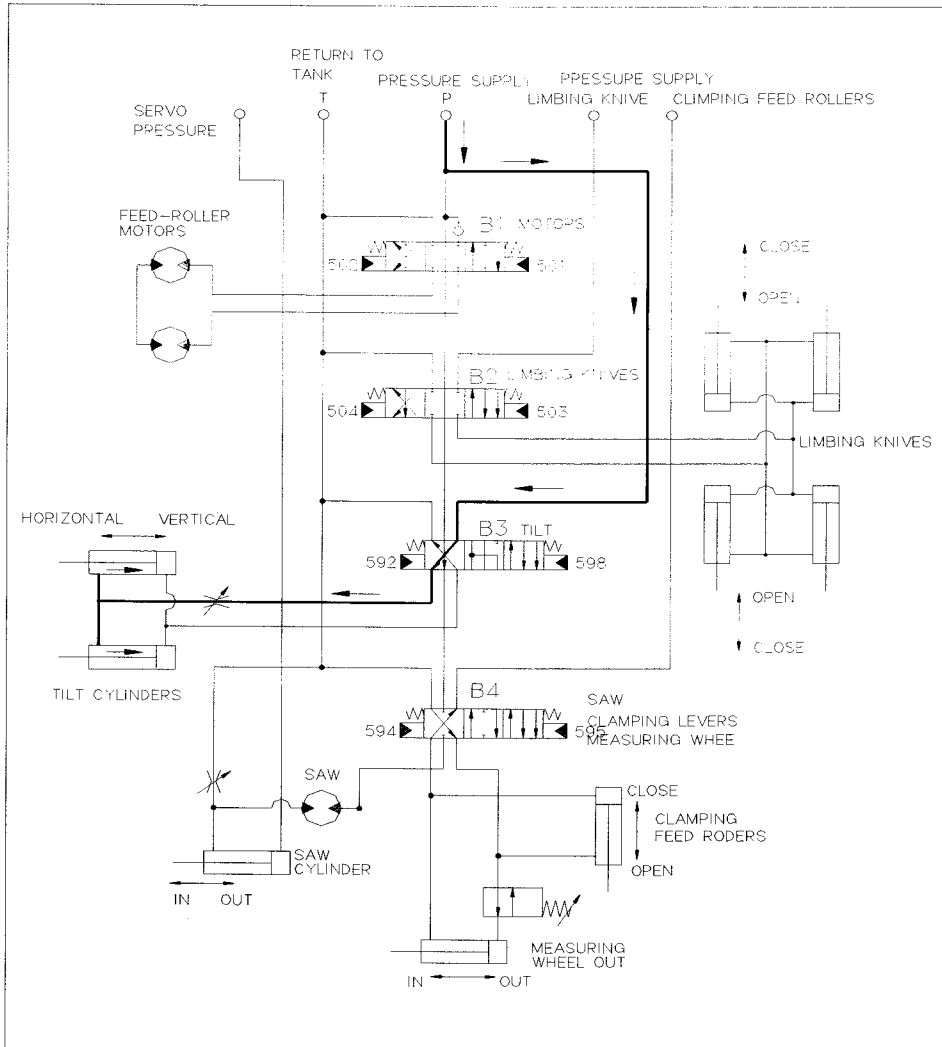 RETURN TO
TANK
T
PRESSURE SUPPLY
P
PRESSURE SUPPLY
LIMBING KNIVE
CLIMPING FEED ROLLERS
SERVO
PRESSURE
FEED-ROLLER
MOTORS
B1 MOTORS
502
501
CLOSE
OPEN
B2 LIMBING KNIVES
504
503
LIMBING KNIVES
HORIZONTAL
VERTICAL
B3 TILT
592
598
OPEN
CLOSE
TILT CYLINDERS
B4
SAW
CLAMPING LEVERS
MEASURING WHEE
594
595
SAW
CLOSE
CLAMPING
FEED RODERS
OPEN
SAW
CYLINDER
IN
OUT
MEASURING
WHEEL OUT
IN
OUT